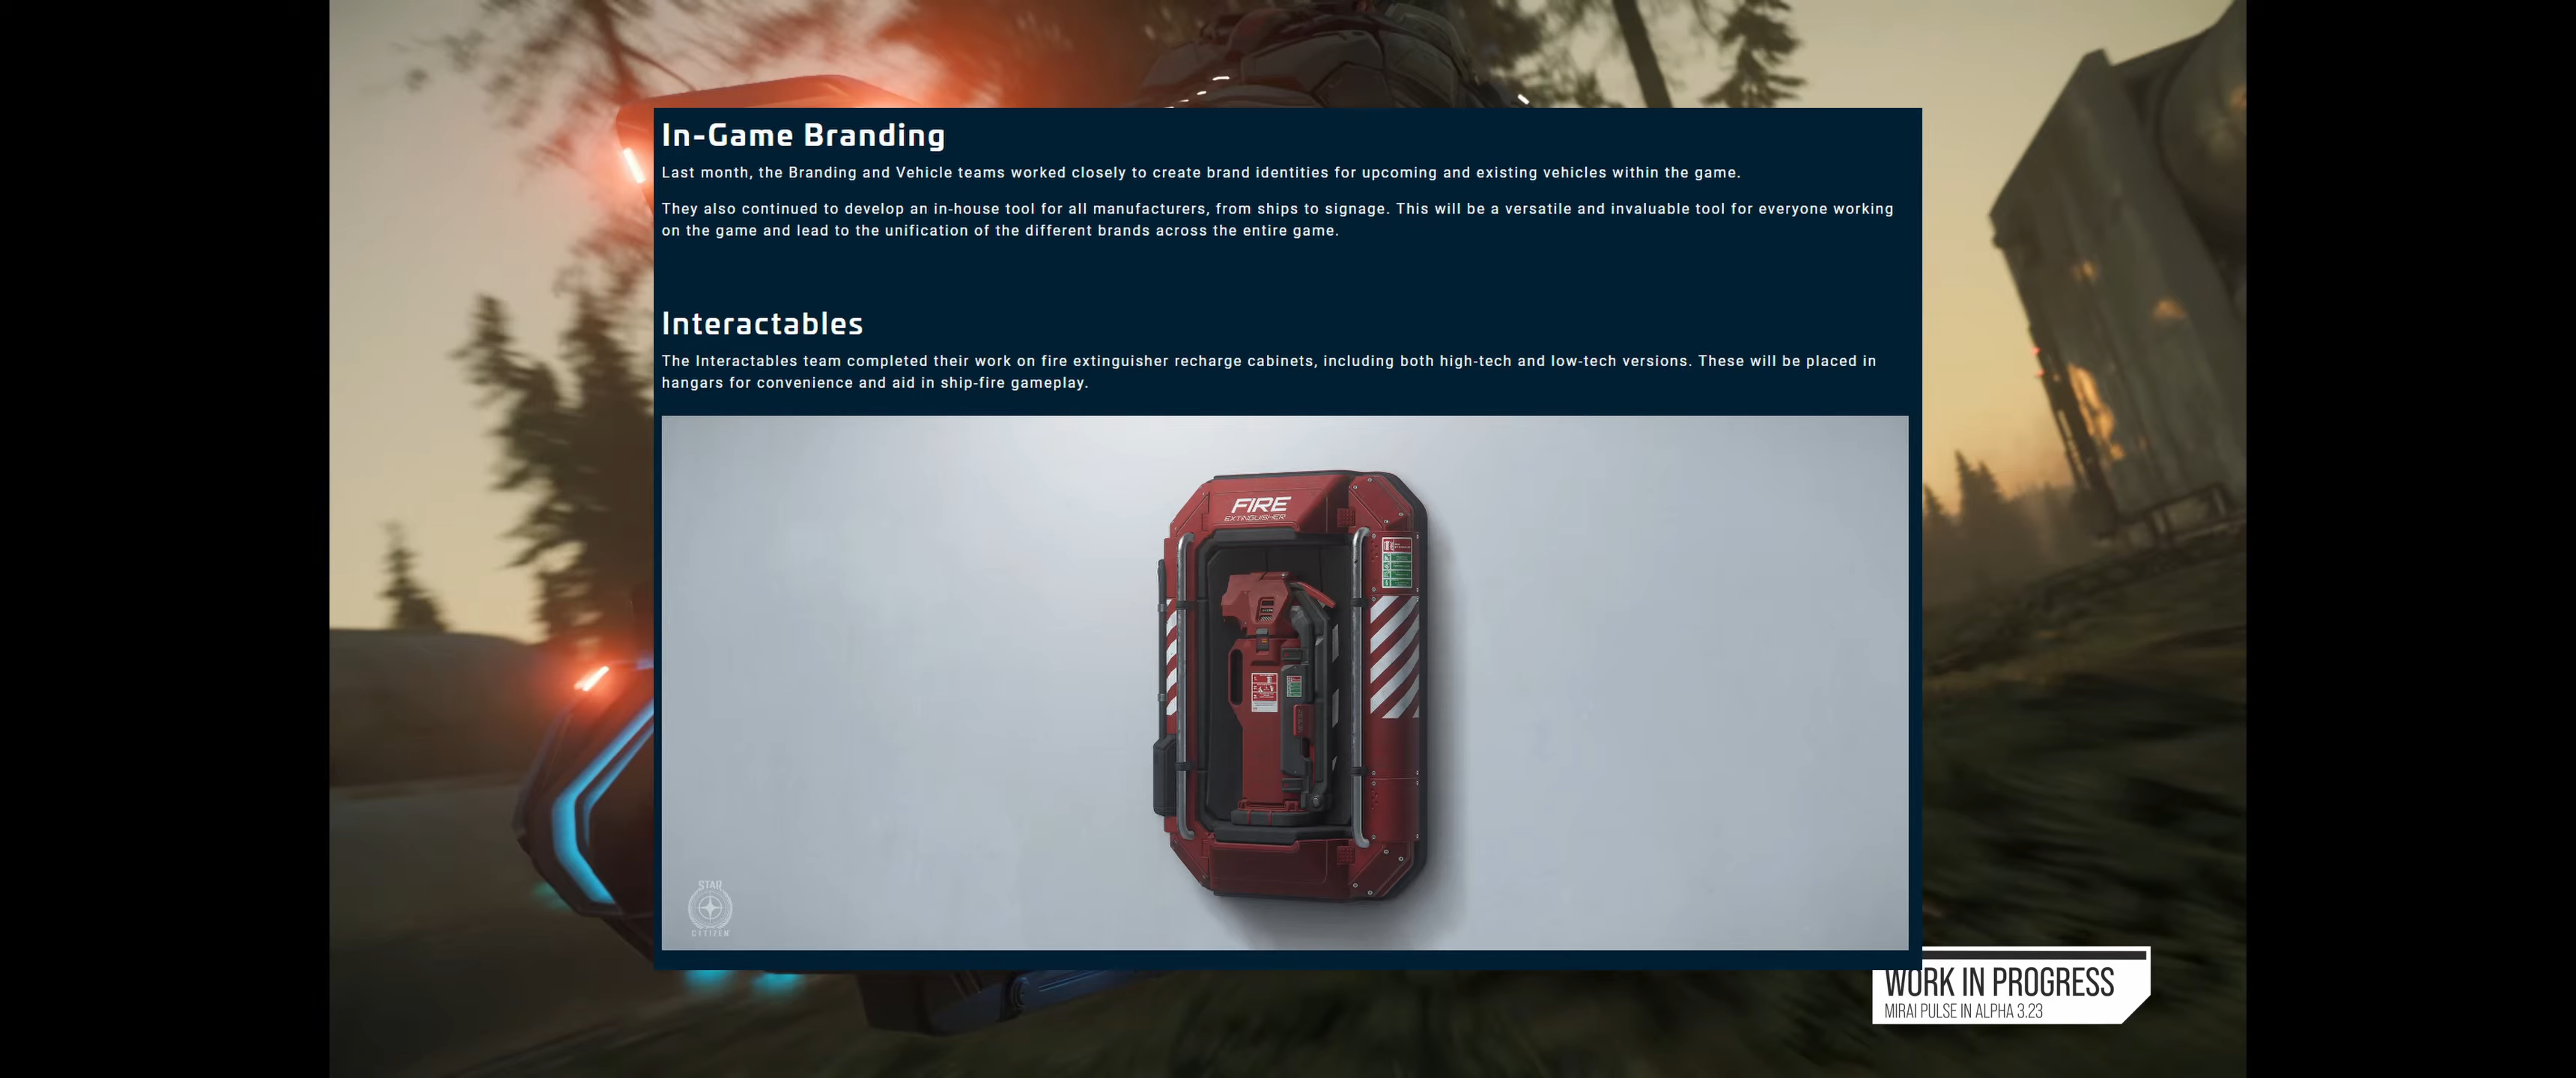 In-Game Branding
Last month, the Branding and Vehicle teams worked closely to create brand identities for upcoming and existing vehicles within the game.
They also continued to develop an in-house tool for all manufacturers, from ships to signage. This will be a versatile and invaluable tool for everyone working
on the game and lead to the unification of the different brands across the entire game.
Interactables
The Interactables team completed their work on fire extinguisher recharge cabinets, including both high-tech and low-tech versions. These will be placed in
hangars for convenience and aid in ship-fire gameplay.
FIRE
EXTINGUISHER
STAR
CITIZEN
WORK IN PROGRESS
MIRAI PULSE IN ALPHA 3.23